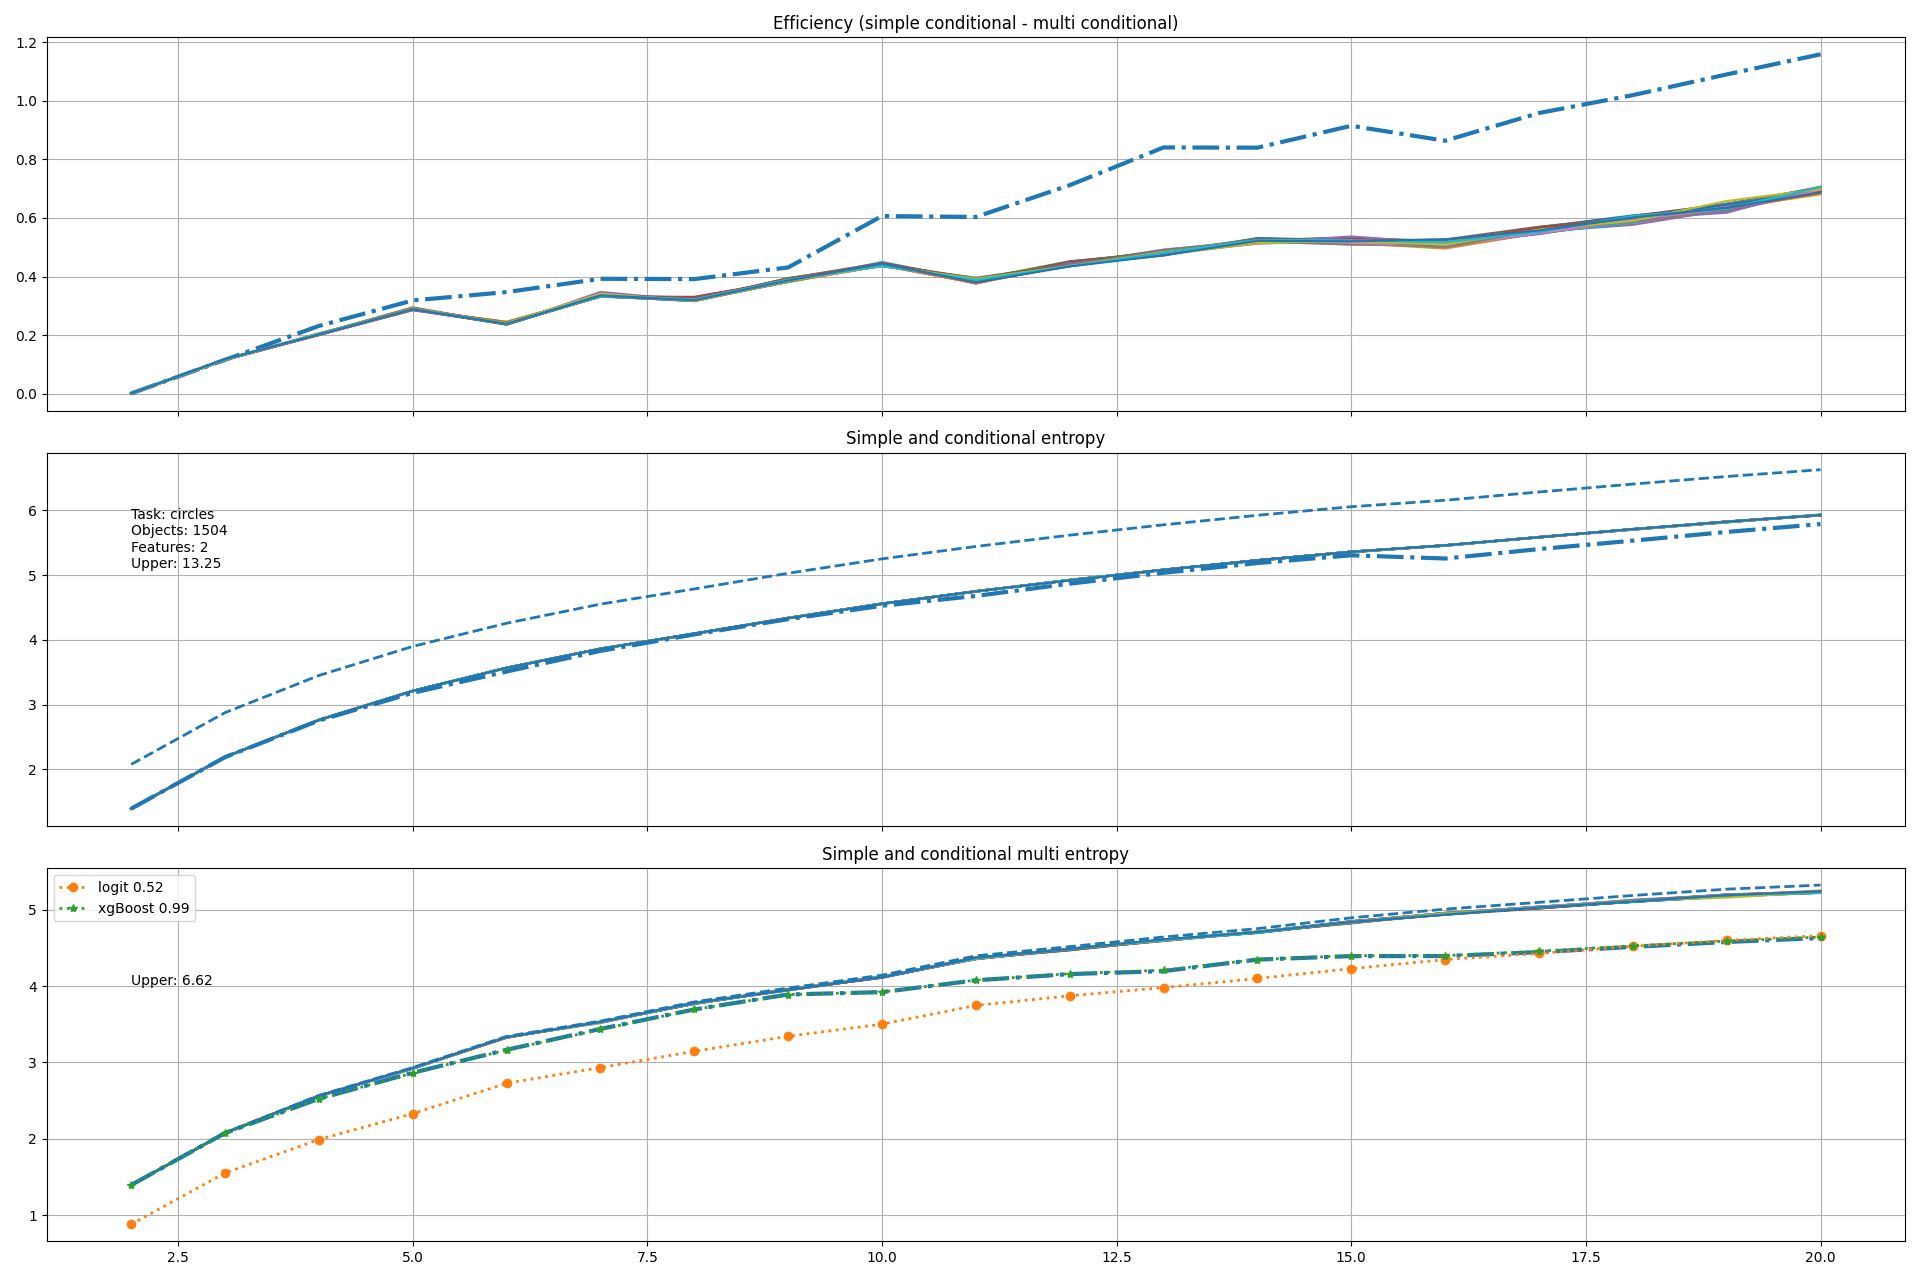 Efficiency (simple conditional - multi conditional)
1.2
1.0
0.8
0.6
0.4
0.2
0.0
Simple and conditional entropy
6
5
4
3
2
Task: circles
Objects: 1504
Features: 2
Upper: 13.25
Simple and conditional multi entropy
logit 0.52
xgBoost 0.99
5
4
3
2
1
Upper: 6.62
2.5 5.0 7.5 10.0 12.5 15.0 17.5 20.0